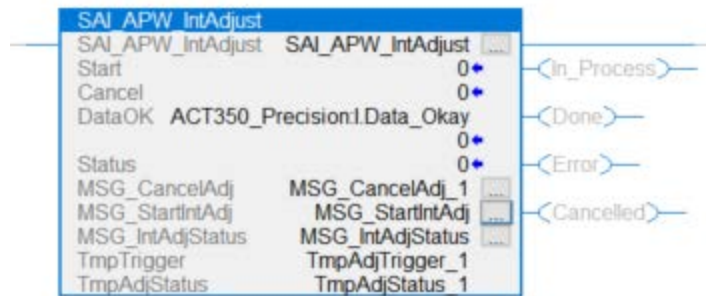 SAI_APW_IntAdjust
SAI_APW_IntAdjust SAI_APW_IntAdjust ...
Start 0
In_Process
Cancel 0
DataOK ACT350_Precision:I.Data_Okay
Done
0
Status 0
Error
MSG_CancelAdj MSG_CancelAdj_1 ...
MSG_StartIntAdj MSG_StartIntAdj ...
Cancelled
MSG_IntAdjStatus MSG_IntAdjStatus ...
TmpTrigger TmpAdjTrigger_1
TmpAdjStatus TmpAdjStatus_1